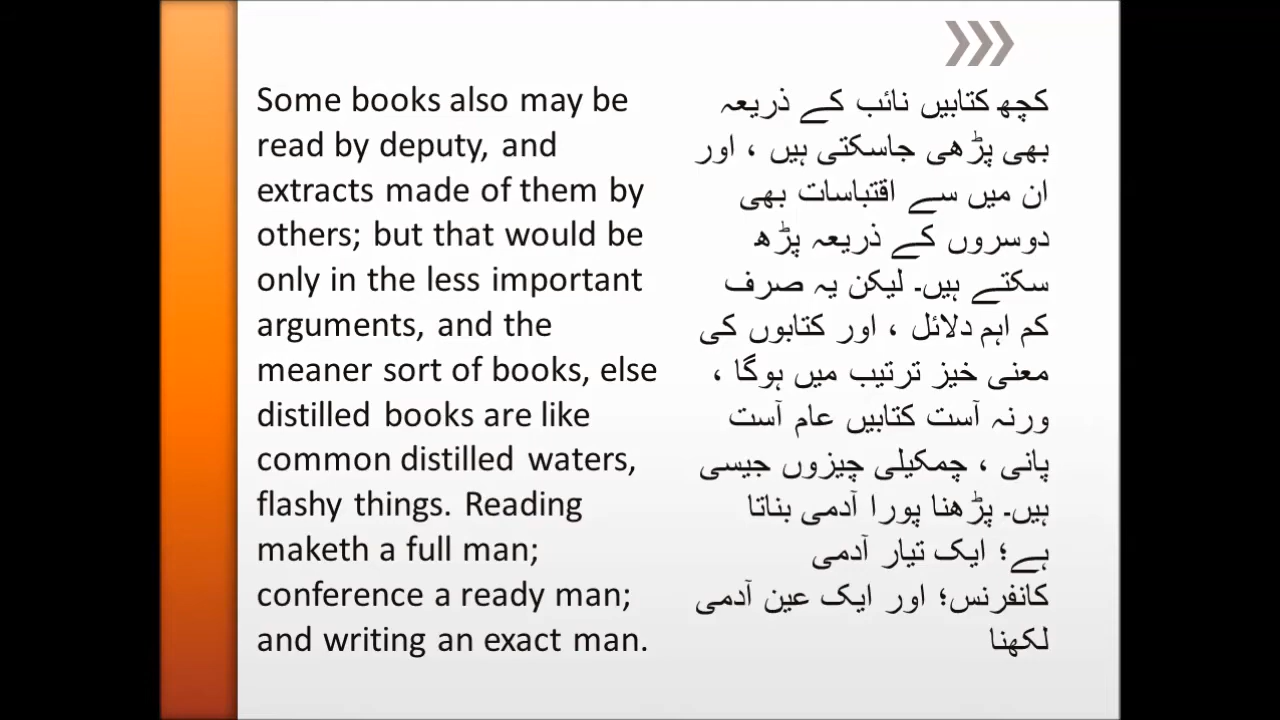 Some books also may be
read by deputy, and
extracts made of them by
others; but that would be
only in the less important
arguments, and the
meaner sort of books, else
distilled books are like
common distilled waters,
flashy things. Reading
maketh a full man;
conference a ready man;
and writing an exact man.
کچھ کتابیں نائب کے ذریعہ
بھی پڑھی جاسکتی ہیں ، اور
ان میں سے اقتباسات بھی
دوسروں کے ذریعہ پڑھ
سکتے ہیں۔ لیکن یہ صرف
کم اہم دلائل ، اور کتابوں کی
معنی خیز ترتیب میں ہوگا ،
ورنہ آست کتابیں عام آست
پانی ، چمکیلی چیزوں جیسی
ہیں۔ پڑھنا پورا آدمی بناتا
ہے؛ ایک تیار آدمی
کانفرنس؛ اور ایک عین آدمی
لکھنا